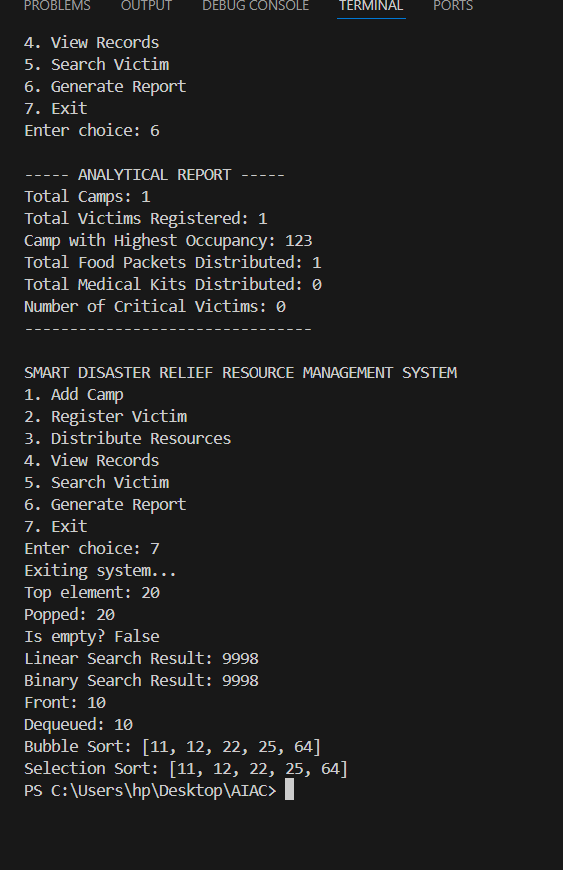 PROBLEMS OUTPUT DEBUG CONSOLE TERMINAL PORTS
4. View Records
5. Search Victim
6. Generate Report
7. Exit
Enter choice: 6
----- ANALYTICAL REPORT -----
Total Camps: 1
Total Victims Registered: 1
Camp with Highest Occupancy: 123
Total Food Packets Distributed: 1
Total Medical Kits Distributed: 0
Number of Critical Victims: 0
--------------------------------
SMART DISASTER RELIEF RESOURCE MANAGEMENT SYSTEM
1. Add Camp
2. Register Victim
3. Distribute Resources
4. View Records
5. Search Victim
6. Generate Report
7. Exit
Enter choice: 7
Exiting system...
Top element: 20
Popped: 20
Is empty? False
Linear Search Result: 9998
Binary Search Result: 9998
Front: 10
Dequeued: 10
Bubble Sort: [11, 12, 22, 25, 64]
Selection Sort: [11, 12, 22, 25, 64]
PS C:\Users\hp\Desktop\AIAC>